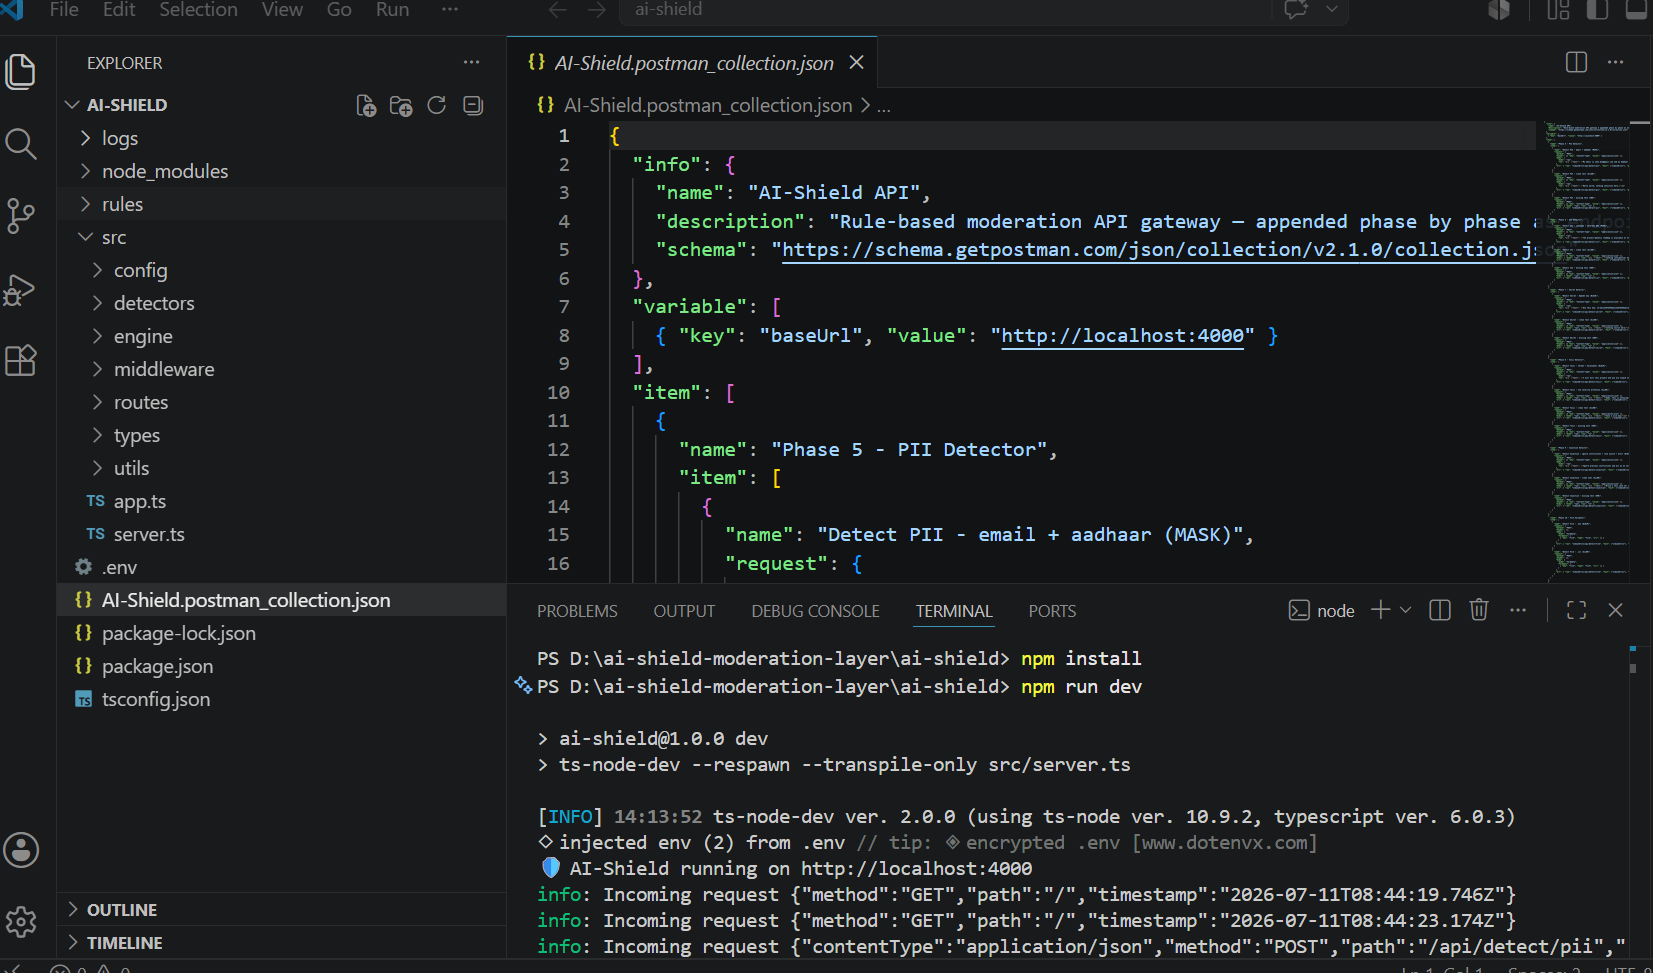 File Edit Selection View Go Run ···
ai-shield
EXPLORER ···
AI-SHIELD
logs
node_modules
rules
src
config
detectors
engine
middleware
routes
types
utils
TS app.ts
TS server.ts
.env
{} AI-Shield.postman_collection.json
{} package-lock.json
{} package.json
TS tsconfig.json
OUTLINE
TIMELINE
{} AI-Shield.postman_collection.json
{} AI-Shield.postman_collection.json > ...
1 {
2 "info": {
3 "name": "AI-Shield API",
4 "description": "Rule-based moderation API gateway — appended phase by phase as endpo
5 "schema": "https://schema.getpostman.com/json/collection/v2.1.0/collection.json
6 },
7 "variable": [
8 { "key": "baseUrl", "value": "http://localhost:4000" }
9 ],
10 "item": [
11 {
12 "name": "Phase 5 - PII Detector",
13 "item": [
14 {
15 "name": "Detect PII - email + aadhaar (MASK)",
16 "request": {
PROBLEMS OUTPUT DEBUG CONSOLE TERMINAL PORTS
node
PS D:\ai-shield-moderation-layer\ai-shield> npm install
PS D:\ai-shield-moderation-layer\ai-shield> npm run dev
> ai-shield@1.0.0 dev
> ts-node-dev --respawn --transpile-only src/server.ts
[INFO] 14:13:52 ts-node-dev ver. 2.0.0 (using ts-node ver. 10.9.2, typescript ver. 6.0.3)
◇ injected env (2) from .env // tip: ◈ encrypted .env [www.dotenvx.com]
🛡️ AI-Shield running on http://localhost:4000
info: Incoming request {"method":"GET","path":"/","timestamp":"2026-07-11T08:44:19.746Z"}
info: Incoming request {"method":"GET","path":"/","timestamp":"2026-07-11T08:44:23.174Z"}
info: Incoming request {"contentType":"application/json","method":"POST","path":"/api/detect/pii","